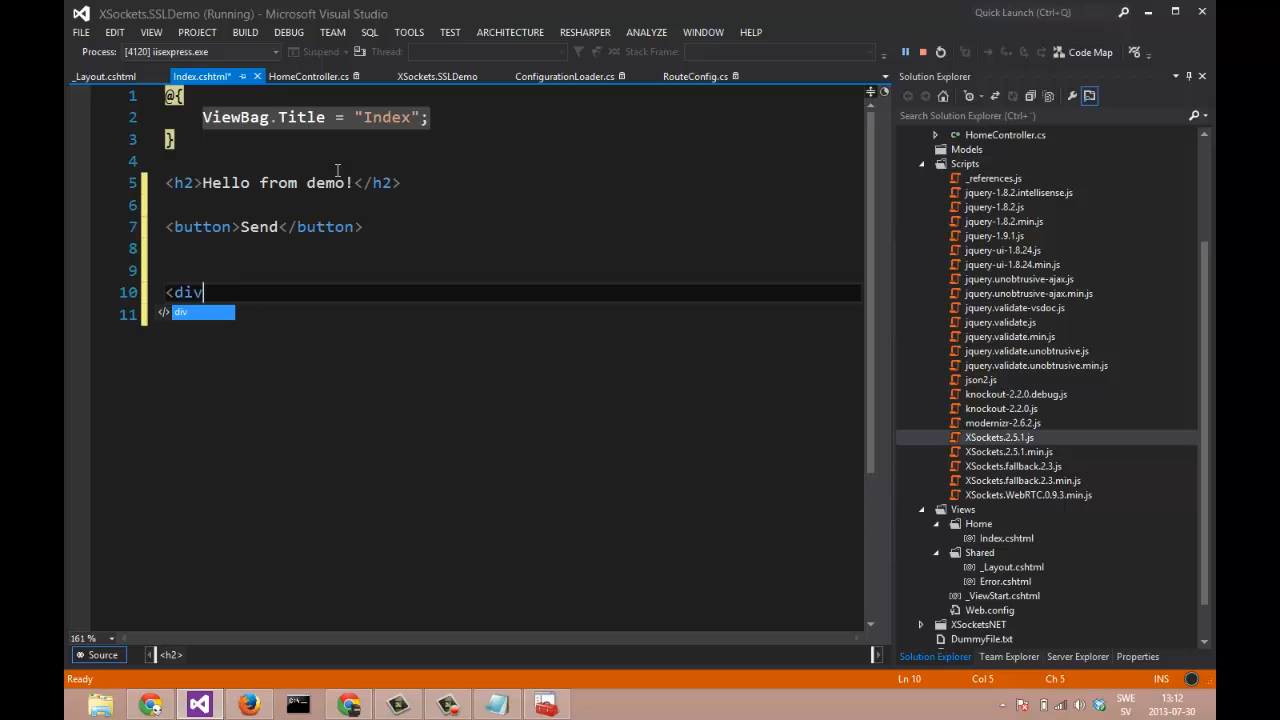 XSockets.SSLDemo (Running) - Microsoft Visual Studio
Quick Launch (Ctrl+Q)
FILE EDIT VIEW PROJECT BUILD DEBUG TEAM SQL TOOLS TEST ARCHITECTURE RESHARPER ANALYZE WINDOW HELP
Process: [4120] iisexpress.exe Suspend Thread: Stack Frame: Code Map
_Layout.cshtml Index.cshtml* HomeController.cs XSockets.SSLDemo ConfigurationLoader.cs RouteConfig.cs
1 @{
2 ViewBag.Title = "Index";
3 }
4
5 <h2>Hello from demo!</h2>
6
7 <button>Send</button>
8
9
10 <div
11
</> div
161 %
Source <h2>
Solution Explorer
Search Solution Explorer (Ctrl+¨)
C# HomeController.cs
Models
Scripts
_references.js
jquery-1.8.2.intellisense.js
jquery-1.8.2.js
jquery-1.8.2.min.js
jquery-1.9.1.js
jquery-ui-1.8.24.js
jquery-ui-1.8.24.min.js
jquery.unobtrusive-ajax.js
jquery.unobtrusive-ajax.min.js
jquery.validate-vsdoc.js
jquery.validate.js
jquery.validate.min.js
jquery.validate.unobtrusive.js
jquery.validate.unobtrusive.min.js
json2.js
knockout-2.2.0.debug.js
knockout-2.2.0.js
modernizr-2.6.2.js
XSockets.2.5.1.js
XSockets.2.5.1.min.js
XSockets.fallback.2.3.js
XSockets.fallback.2.3.min.js
XSockets.WebRTC.0.9.3.min.js
Views
Home
Index.cshtml
Shared
_Layout.cshtml
Error.cshtml
_ViewStart.cshtml
Web.config
XSocketsNET
DummyFile.txt
Solution Explorer Team Explorer Server Explorer Properties
Ready Ln 10 Col 5 Ch 5 INS
SWE 13:12
SV 2013-07-30